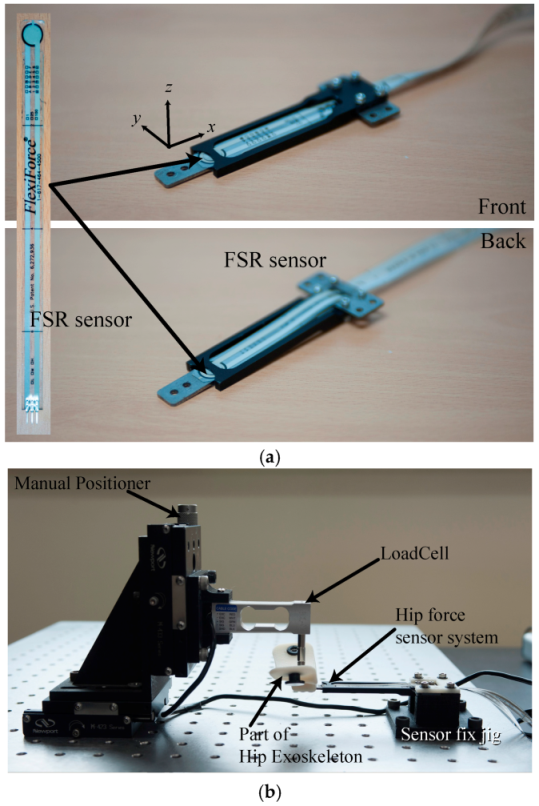 z
y
x
FlexiForce®
Front
Back
FSR sensor
FSR sensor
(a)
Manual Positioner
LoadCell
Hip force
sensor system
Part of
Hip Exoskeleton
Sensor fix jig
Newport
(b)